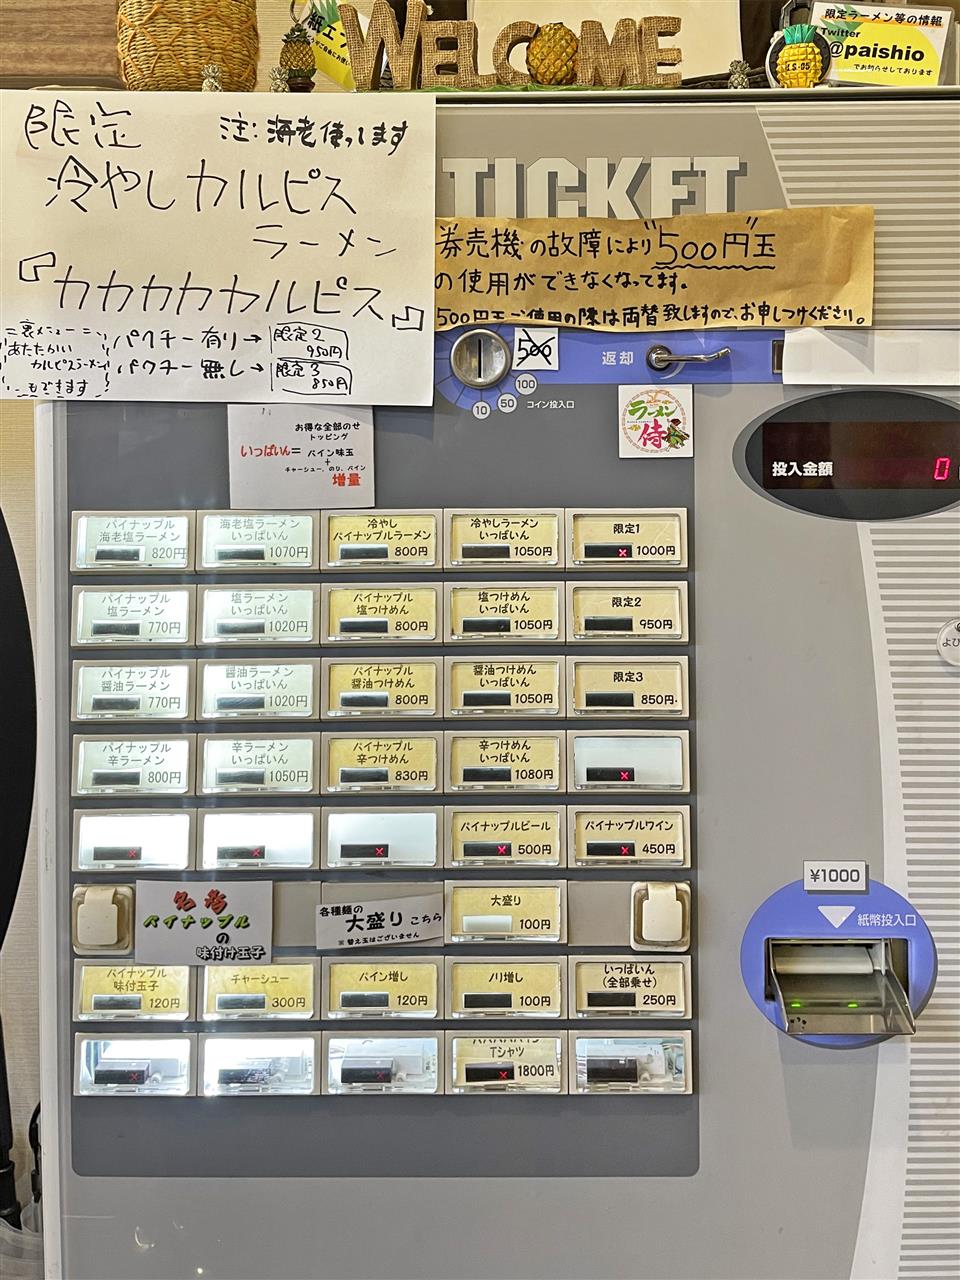 WELCOME
限定ラーメン等の情報
Twitter
@paishio
でお知らせしております
LS-05
限定
注:海老使ってます
冷やしカルピス
ラーメン
『カカカカカルピス』
裏メニュー
あたたかい
カルピスラーメン
もできます
パクチー有り→ 限定2 950円
パクチー無し→ 限定3 850円
TICKET
券売機の故障により"500円"玉
の使用ができなくなってます。
500円玉ご使用の際は両替致しますので、お申しつけください。
500
返却
100
50
10
コイン投入口
お得な全部のせ
トッピング
いっぱいん=パイン味玉
+
チャーシュー、のり、パイン
増量
ラーメン
侍
投入金額 0
パイナップル
海老塩ラーメン
820円
海老塩ラーメン
いっぱいん
1070円
冷やし
パイナップルラーメン
800円
冷やしラーメン
いっぱいん
1050円
限定1
1000円
パイナップル
塩ラーメン
770円
塩ラーメン
いっぱいん
1020円
パイナップル
塩つけめん
800円
塩つけめん
いっぱいん
1050円
限定2
950円
パイナップル
醤油ラーメン
770円
醤油ラーメン
いっぱいん
1020円
パイナップル
醤油つけめん
800円
醤油つけめん
いっぱいん
1050円
限定3
850円
パイナップル
辛ラーメン
800円
辛ラーメン
いっぱいん
1050円
パイナップル
辛つけめん
830円
辛つけめん
いっぱいん
1080円
パイナップルビール
500円
パイナップルワイン
450円
名物
パイナップル
の
味付け玉子
各種麺の
大盛り こちら
※替え玉はございません
大盛り
100円
¥1000
紙幣投入口
パイナップル
味付玉子
120円
チャーシュー
300円
パイン増し
120円
ノリ増し
100円
いっぱいん
(全部乗せ)
250円
Tシャツ
1800円